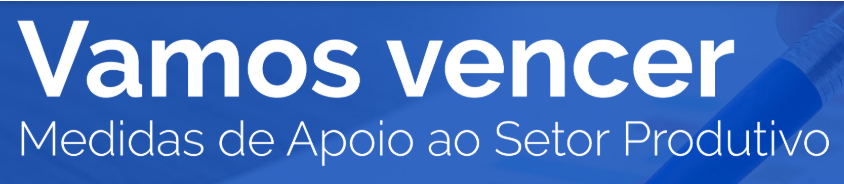 Vamos vencer
Medidas de Apoio ao Setor Produtivo